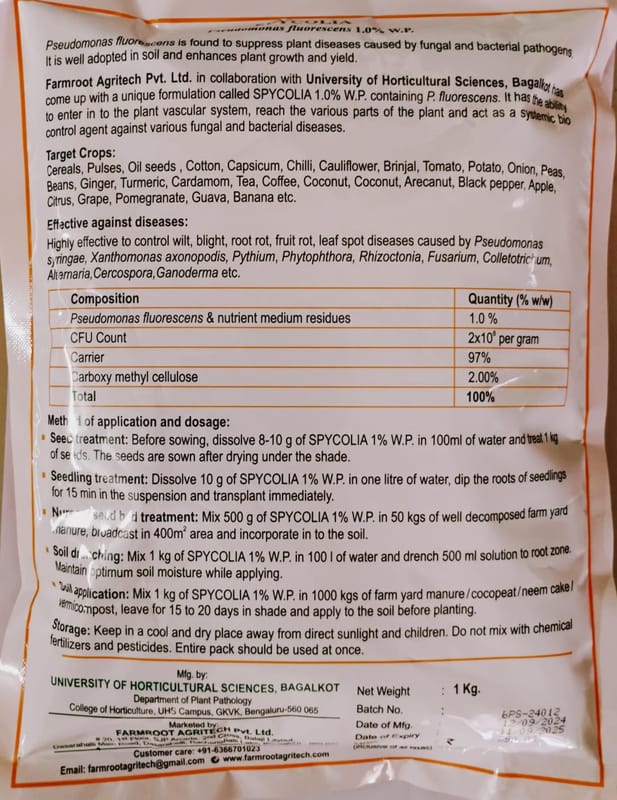 SPYCOLIA
Pseudomonas fluorescens 1.0% W.P.
Pseudomonas fluorescens is found to suppress plant diseases caused by fungal and bacterial pathogens
It is well adopted in soil and enhances plant growth and yield.
Farmroot Agritech Pvt. Ltd. in collaboration with University of Horticultural Sciences, Bagalkot has
come up with a unique formulation called SPYCOLIA 1.0% W.P. containing P. fluorescens. It has the ability
to enter in to the plant vascular system, reach the various parts of the plant and act as a systemic bio
control agent against various fungal and bacterial diseases.
Target Crops:
Cereals, Pulses, Oil seeds , Cotton, Capsicum, Chilli, Cauliflower, Brinjal, Tomato, Potato, Onion, Peas,
Beans, Ginger, Turmeric, Cardamom, Tea, Coffee, Coconut, Coconut, Arecanut, Black pepper, Apple,
Citrus, Grape, Pomegranate, Guava, Banana etc.
Effective against diseases:
Highly effective to control wilt, blight, root rot, fruit rot, leaf spot diseases caused by Pseudomonas
syringae, Xanthomonas axonopodis, Pythium, Phytophthora, Rhizoctonia, Fusarium, Colletotrichum,
Alternaria, Cercospora, Ganoderma etc.
Composition Quantity (% w/w)
Pseudomonas fluorescens & nutrient medium residues 1.0 %
CFU Count 2x10⁸ per gram
Carrier 97%
Carboxy methyl cellulose 2.00%
Total 100%
Method of application and dosage:
Seed treatment: Before sowing, dissolve 8-10 g of SPYCOLIA 1% W.P. in 100ml of water and treat 1 kg
of seeds. The seeds are sown after drying under the shade.
Seedling treatment: Dissolve 10 g of SPYCOLIA 1% W.P. in one litre of water, dip the roots of seedlings
for 15 min in the suspension and transplant immediately.
Nursery seed bed treatment: Mix 500 g of SPYCOLIA 1% W.P. in 50 kgs of well decomposed farm yard
manure, broadcast in 400m² area and incorporate in to the soil.
Soil drenching: Mix 1 kg of SPYCOLIA 1% W.P. in 100 l of water and drench 500 ml solution to root zone.
Maintain optimum soil moisture while applying.
Soil application: Mix 1 kg of SPYCOLIA 1% W.P. in 1000 kgs of farm yard manure/cocopeat/neem cake/
vermicompost, leave for 15 to 20 days in shade and apply to the soil before planting.
Storage: Keep in a cool and dry place away from direct sunlight and children. Do not mix with chemical
fertilizers and pesticides. Entire pack should be used at once.
Mfg. by:
UNIVERSITY OF HORTICULTURAL SCIENCES, BAGALKOT
Department of Plant Pathology
College of Horticulture, UHS Campus, GKVK, Bengaluru-560 065
Marketed by:
FARMROOT AGRITECH Pvt. Ltd.
Customer care: +91-6366701023
Email: farmrootagritech@gmail.com www.farmrootagritech.com
Net Weight : 1 Kg.
Batch No. : GPS-24012
Date of Mfg. : 12/09/2024
Date of Expiry 11/09/2025
₹
(inclusive of all taxes)